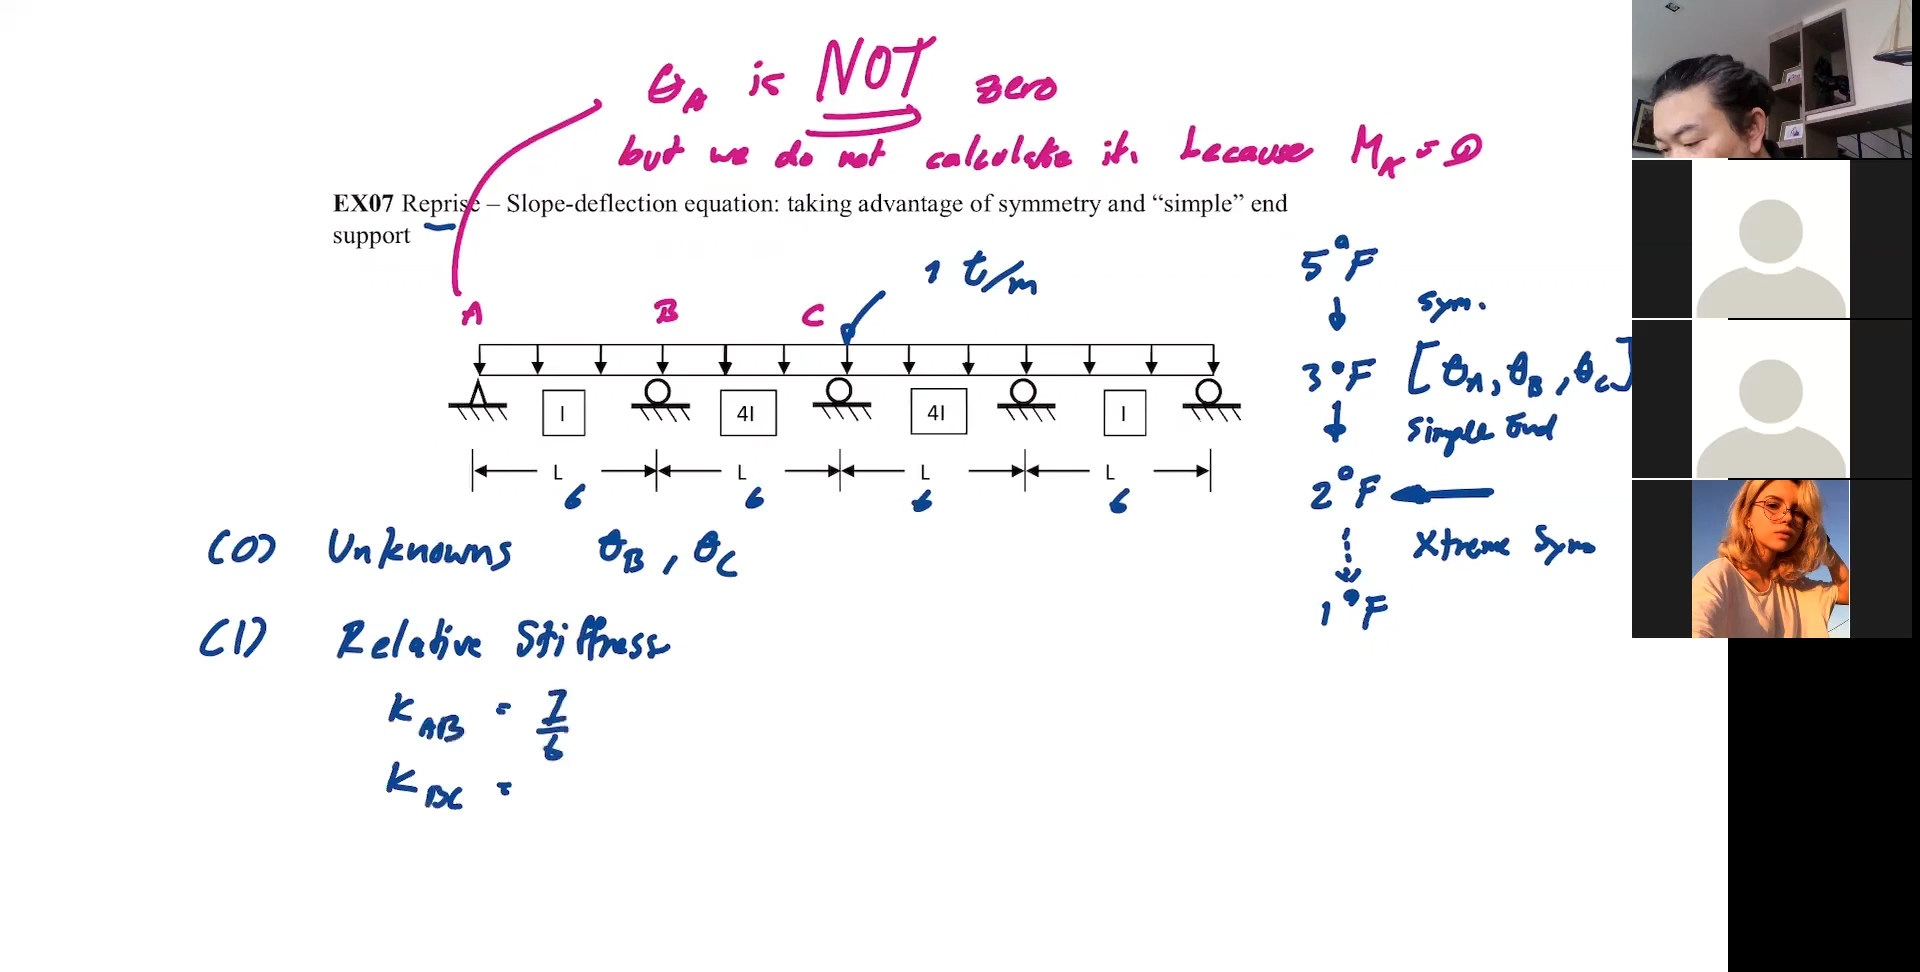 θA is NOT zero
but we do not calculate it, because MA = 0
EX07 Reprise – Slope-deflection equation: taking advantage of symmetry and “simple” end
support
1 t/m
A B C
I 4I 4I I
L L L L
6 6 6 6
5°F
Sym.
3°F [θA, θB, θC]
Simple End
2°F
Xtreme Sym
1°F
(0) Unknowns θB, θC
(1) Relative Stiffness
KAB = I/6
KBC =